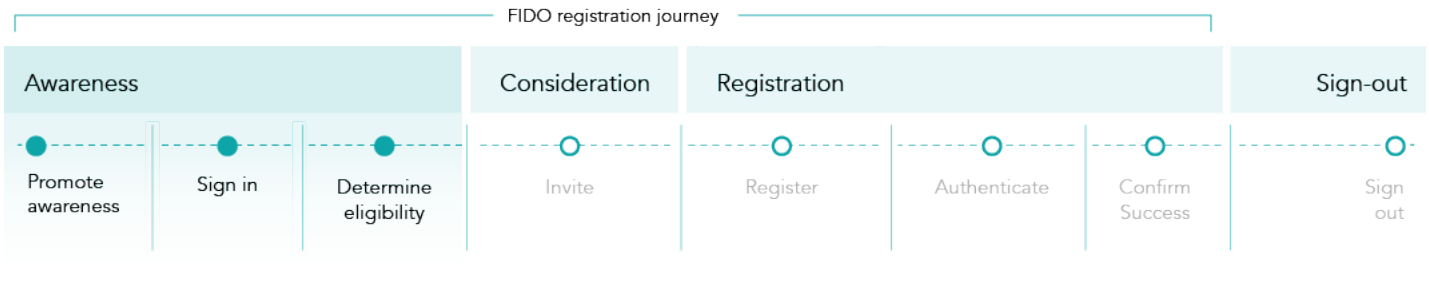 FIDO registration journey
Awareness
Consideration
Registration
Sign-out
Promote
awareness
Sign in
Determine
eligibility
Invite
Register
Authenticate
Confirm
Success
Sign
out